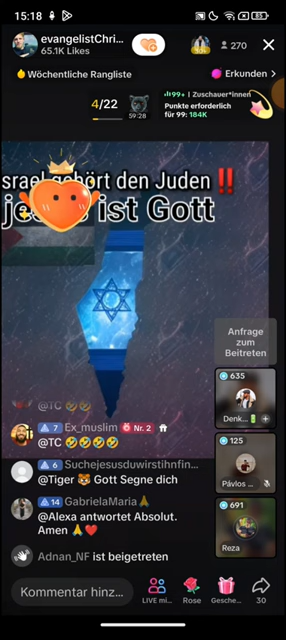 15:18
85
evangelistChri...
65.1K Likes
270
Wöchentliche Rangliste
Erkunden >
4/22
59:28
99+ | Zuschauer*innen
Punkte erforderlich
für 99: 184K
srael gehört den Juden ‼️
je ist Gott
Anfrage
zum
Beitreten
635
Denk...
@TC 🤣🤣
7 Ex_muslim Nr. 2
@TC 🤣🤣🤣🤣
125
Pávlos ...
6 Suchejesusduwirstihnfin...
@Tiger 🐯 Gott Segne dich
14 GabrielaMaria🙏
@Alexa antwortet Absolut.
Amen 🙏❤️
691
Reza
Adnan_NF ist beigetreten
Kommentar hinz...
LIVE mi...
Rose
Gesche...
30